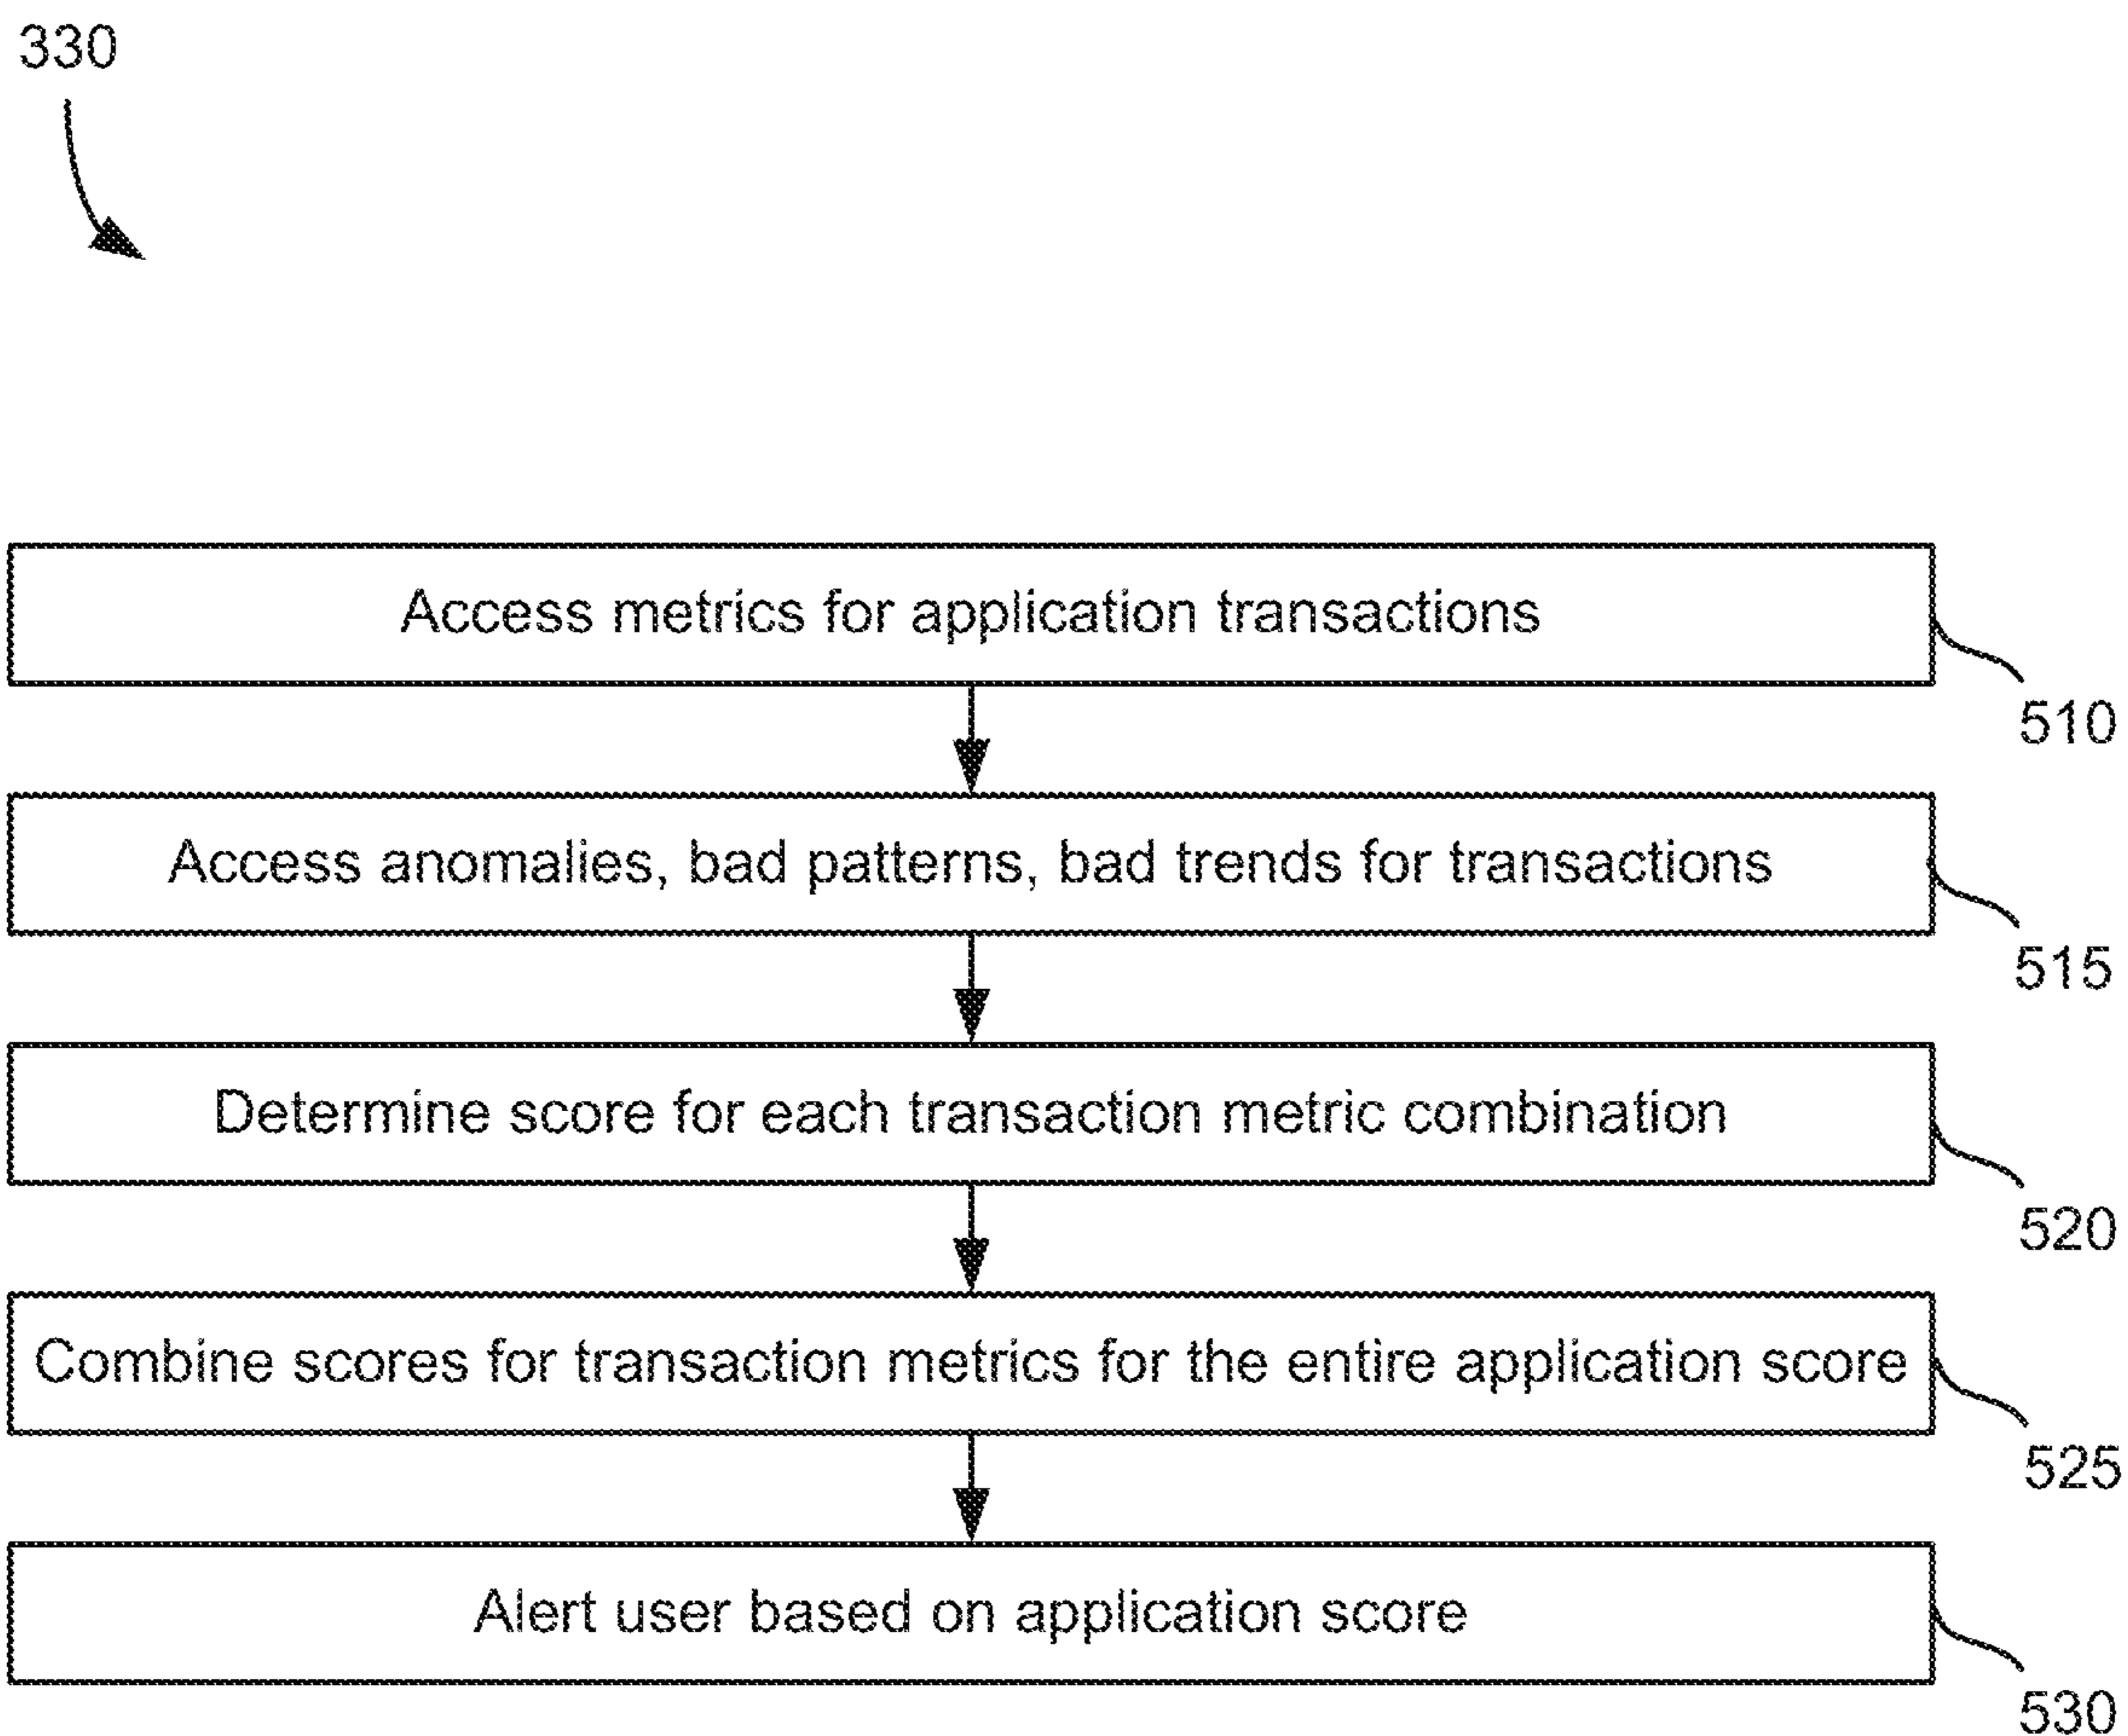 330
Access metrics for application transactions
510
Access anomalies, bad patterns, bad trends for transactions
515
Determine score for each transaction metric combination
520
Combine scores for transaction metrics for the entire application score
525
Alert user based on application score
530